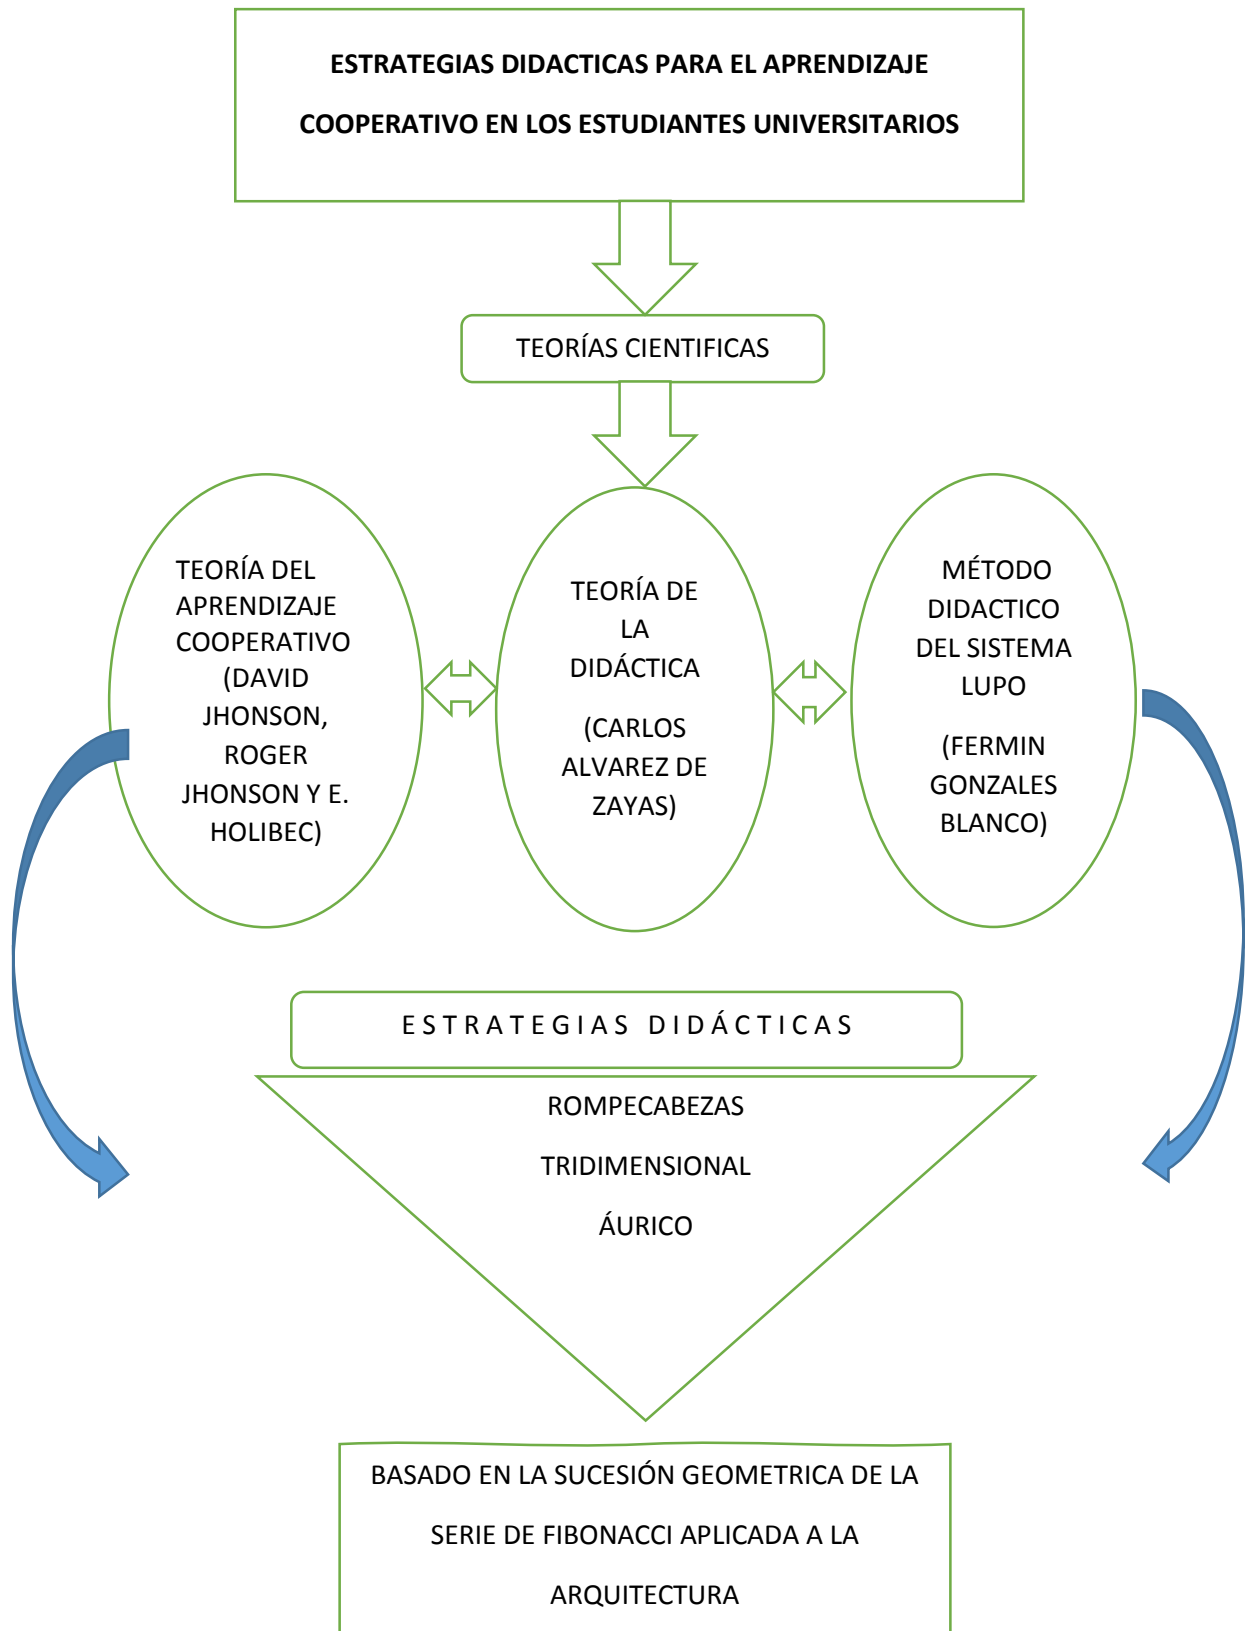 ESTRATEGIAS DIDACTICAS PARA EL APRENDIZAJE
COOPERATIVO EN LOS ESTUDIANTES UNIVERSITARIOS
TEORÍAS CIENTIFICAS
TEORÍA DEL
APRENDIZAJE
COOPERATIVO
(DAVID
JHONSON,
ROGER
JHONSON Y E.
HOLIBEC)
TEORÍA DE
LA
DIDÁCTICA
(CARLOS
ALVAREZ DE
ZAYAS)
MÉTODO
DIDACTICO
DEL SISTEMA
LUPO
(FERMIN
GONZALES
BLANCO)
ESTRATEGIAS DIDÁCTICAS
ROMPECABEZAS
TRIDIMENSIONAL
ÁURICO
BASADO EN LA SUCESIÓN GEOMETRICA DE LA
SERIE DE FIBONACCI APLICADA A LA
ARQUITECTURA